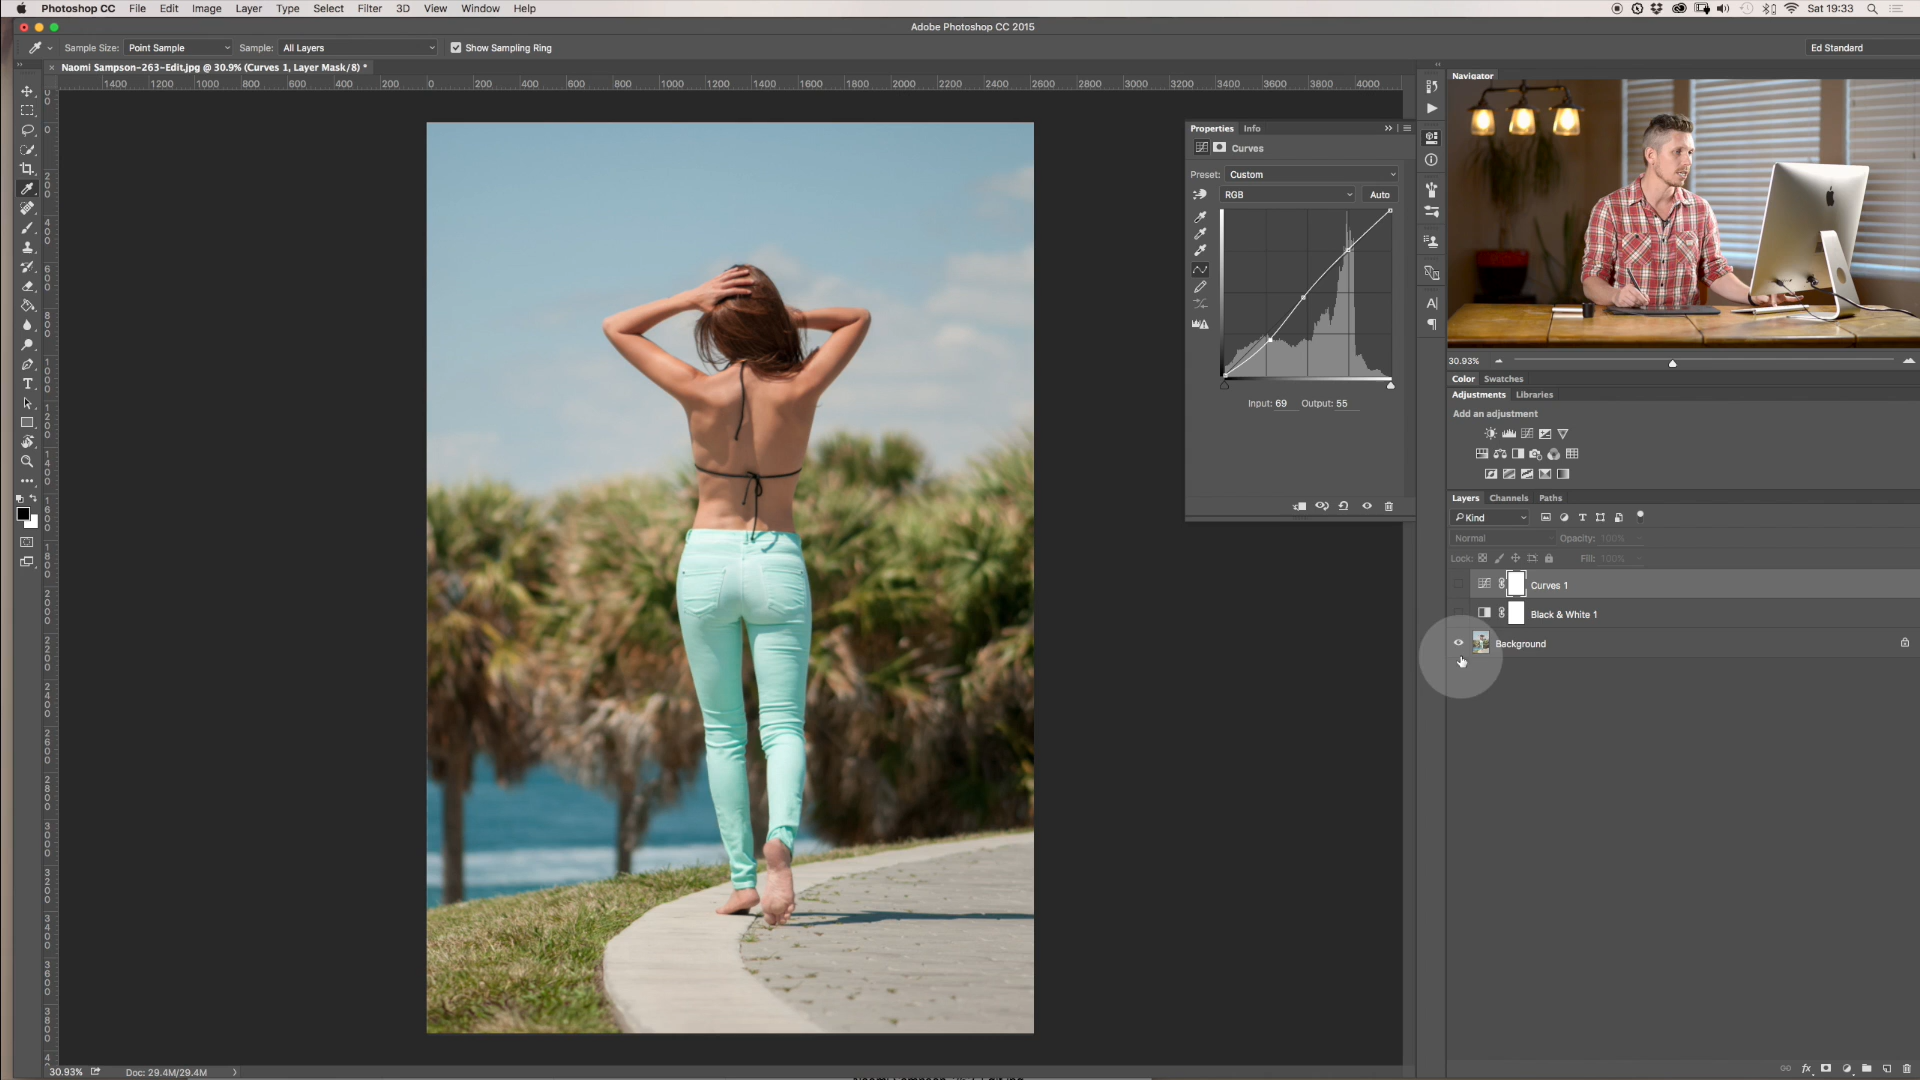 Photoshop CC File Edit Image Layer Type Select Filter 3D View Window Help Sat 19:33
Adobe Photoshop CC 2015
Sample Size: Point Sample Sample: All Layers Show Sampling Ring Ed Standard
Naomi Sampson-263-Edit.jpg @ 30.9% (Curves 1, Layer Mask/8) *
1400 1200 1000 800 600 400 200 0 200 400 600 800 1000 1200 1400 1600 1800 2000 2200 2400 2600 2800 3000 3200 3400 3600 3800 4000
Navigator
Properties Info
Curves
Preset: Custom
RGB Auto
Input: 69 Output: 55
30.93%
Color Swatches
Adjustments Libraries
Add an adjustment
Layers Channels Paths
Kind
Normal Opacity: 100%
Lock: Fill: 100%
Curves 1
Black & White 1
Background
30.93% Doc: 29.4M/29.4M